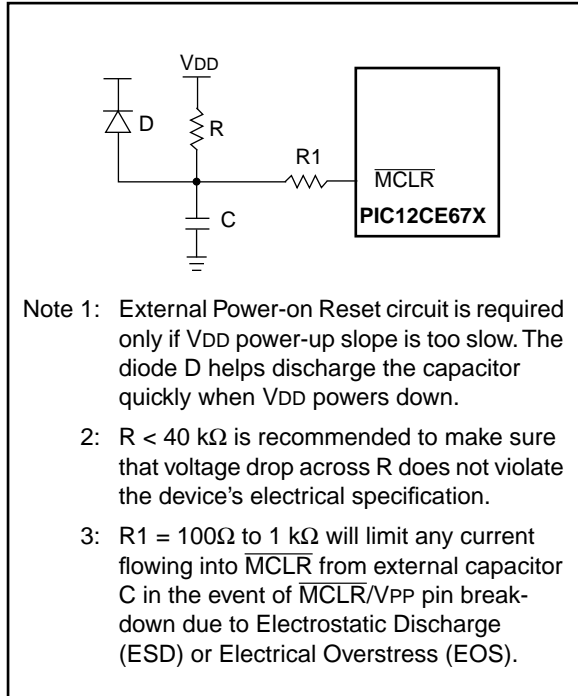 VDD
D
R
R1
MCLR
PIC12CE67X
C
Note 1: External Power-on Reset circuit is required
only if VDD power-up slope is too slow. The
diode D helps discharge the capacitor
quickly when VDD powers down.
2: R < 40 kΩ is recommended to make sure
that voltage drop across R does not violate
the device's electrical specification.
3: R1 = 100Ω to 1 kΩ will limit any current
flowing into MCLR from external capacitor
C in the event of MCLR/VPP pin break-
down due to Electrostatic Discharge
(ESD) or Electrical Overstress (EOS).